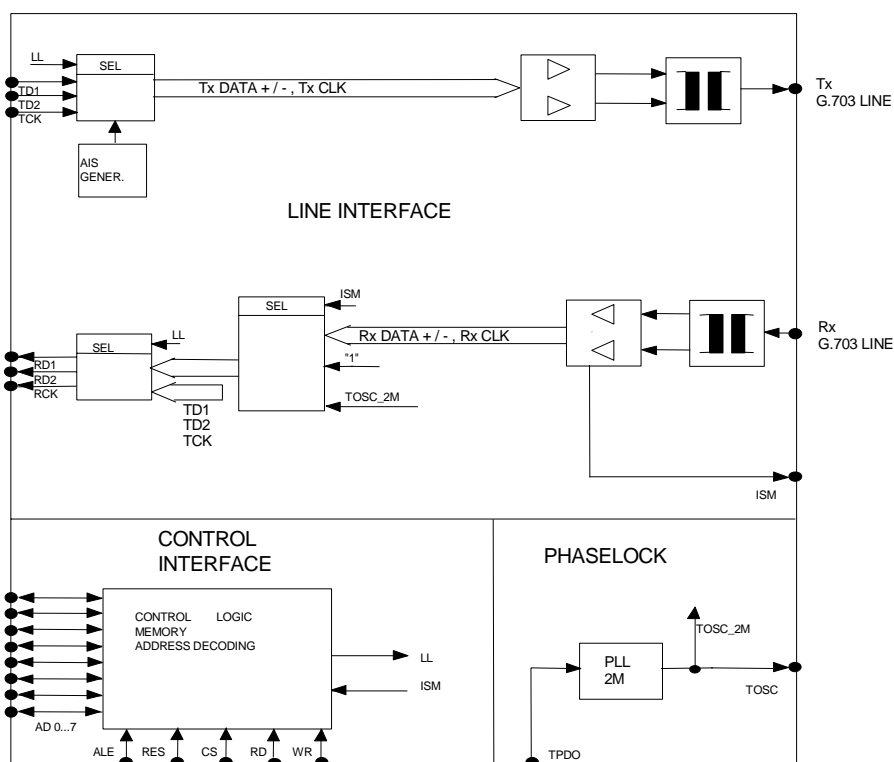 LL
SEL
TD1
TD2
TCK
Tx DATA + / - , Tx CLK
Tx
G.703 LINE
AIS
GENER.
LINE INTERFACE
SEL
ISM
LL
SEL
Rx DATA + / - , Rx CLK
Rx
G.703 LINE
"1"
RD1
RD2
RCK
TOSC_2M
TD1
TD2
TCK
ISM
CONTROL
INTERFACE
PHASELOCK
CONTROL LOGIC
MEMORY
ADDRESS DECODING
LL
ISM
AD 0...7
ALE RES CS RD WR
TOSC_2M
PLL
2M
TOSC
TPDO